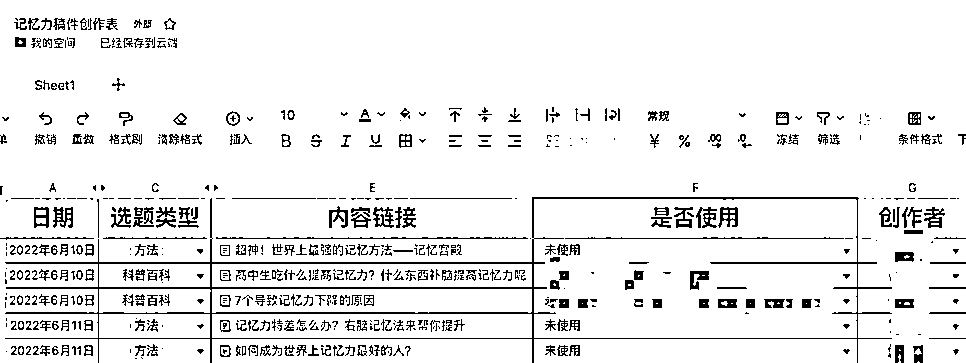 记忆力稿件创作表 外部
我的空间 已经保存到云端
Sheet1
10 常规
撤销 重做 格式刷 清除格式 插入 B S I U ¥ % .00 .0 冻结 筛选 条件格式
A C E F G
日期 选题类型 内容链接 是否使用 创作者
2022年6月10日 方法 超神!世界上最强的记忆方法——记忆宫殿 未使用
2022年6月10日 科普百科 高中生吃什么提高记忆力?什么东西补脑提高记忆力呢
2022年6月10日 科普百科 7个导致记忆力下降的原因
2022年6月11日 方法 记忆力特差怎么办?右脑记忆法来帮你提升 未使用
2022年6月11日 方法 如何成为世界上记忆力最好的人? 未使用